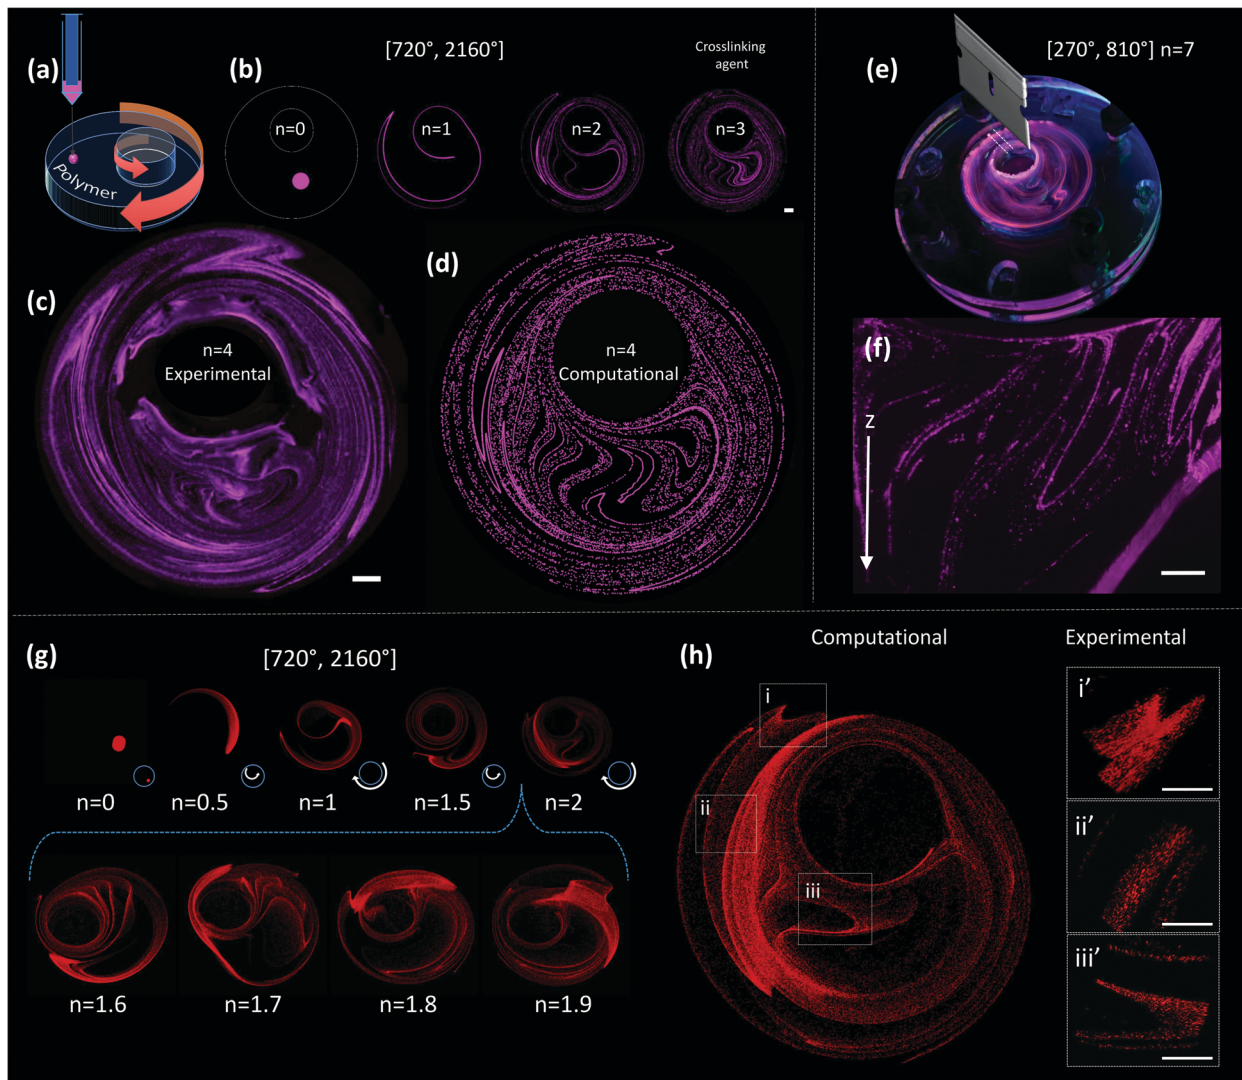 (a)
Polymer
(b)
[720°, 2160°]
Crosslinking
agent
n=0
n=1
n=2
n=3
(c)
n=4
Experimental
(d)
n=4
Computational
(e)
[270°, 810°] n=7
(f)
z
(g)
[720°, 2160°]
n=0
n=0.5
n=1
n=1.5
n=2
n=1.6
n=1.7
n=1.8
n=1.9
(h)
Computational
Experimental
i
ii
iii
i’
ii’
iii’